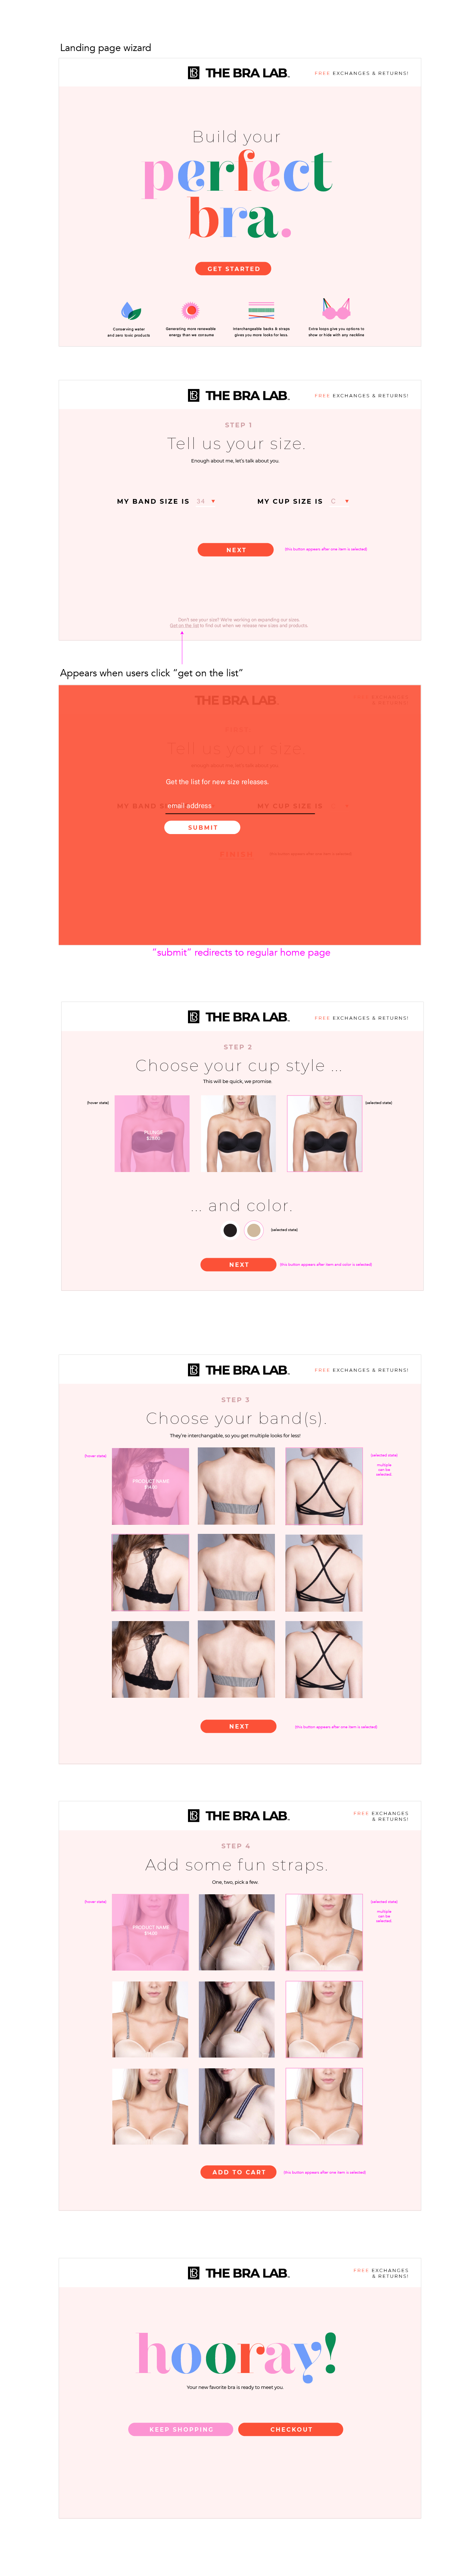 Landing page wizard
THE BRA LAB.
FREE EXCHANGES & RETURNS!
Build your
perfect
bra.
GET STARTED
Conserving water
and zero toxic products
Generating more renewable
energy then we consume
Interchangeable backs & straps
gives you more looks for less.
Extra loops give you options to
show or hide with any neckline
THE BRA LAB.
FREE EXCHANGES & RETURNS!
STEP 1
Tell us your size.
Enough about me, let's talk about you.
MY BAND SIZE IS 34
MY CUP SIZE IS C
NEXT
(this button appears after one item is selected)
Don't see your size? We're working on expanding our sizes.
Get on the list to find out when we release new sizes and products.
Appears when users click "get on the list"
THE BRA LAB.
EXCHANGES
& RETURNS!
Tell us your size.
Get the list for new size releases.
MY BAND S
email address
MY CUP SIZE IS
SUBMIT
"submit" redirects to regular home page
THE BRA LAB.
FREE EXCHANGES & RETURNS!
STEP 2
Choose your cup style ...
This will be quick, we promise.
(hover state)
(selected state)
... and color.
(selected state)
NEXT
(this button appears after item and color is selected)
THE BRA LAB.
FREE EXCHANGES & RETURNS!
STEP 3
Choose your band(s).
They're interchangable, so you get multiple looks for less!
(hover state)
PRODUCT NAME
$14.00
(selected state)
multiple
can be
selected
NEXT
(this button appears after one item is selected)
THE BRA LAB.
FREE EXCHANGES
& RETURNS!
STEP 4
Add some fun straps.
One, two, pick a few.
(hover state)
PRODUCT NAME
$14.00
(selected state)
multiple
can be
selected
ADD TO CART
(this button appears after one item is selected)
THE BRA LAB.
FREE EXCHANGES
& RETURNS!
hooray!
Your new favorite bra is ready to meet you.
KEEP SHOPPING
CHECKOUT